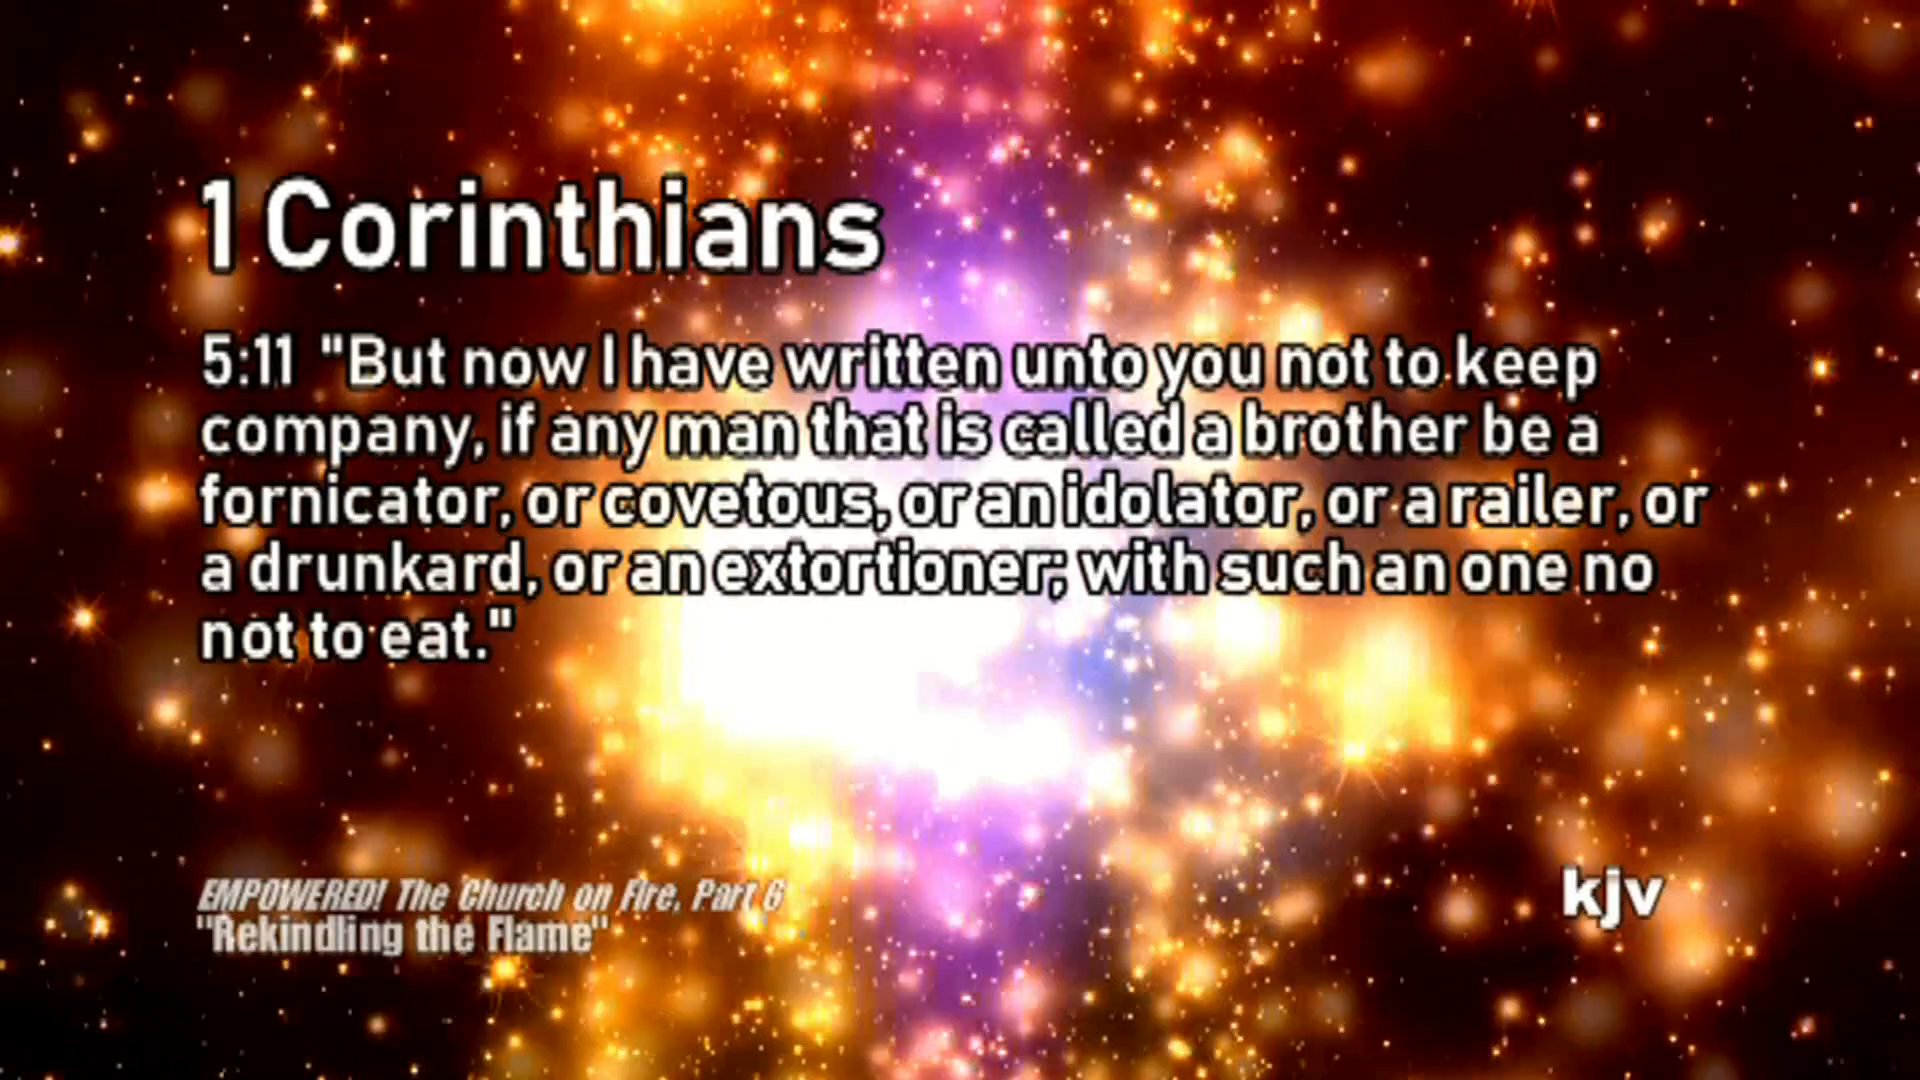 1 Corinthians
5:11 "But now I have written unto you not to keep
company, if any man that is called a brother be a
fornicator, or covetous, or an idolator, or a railer, or
a drunkard, or an extortioner; with such an one no
not to eat."
EMPOWERED! The Church on Fire, Part 6
"Rekindling the Flame"
kjv